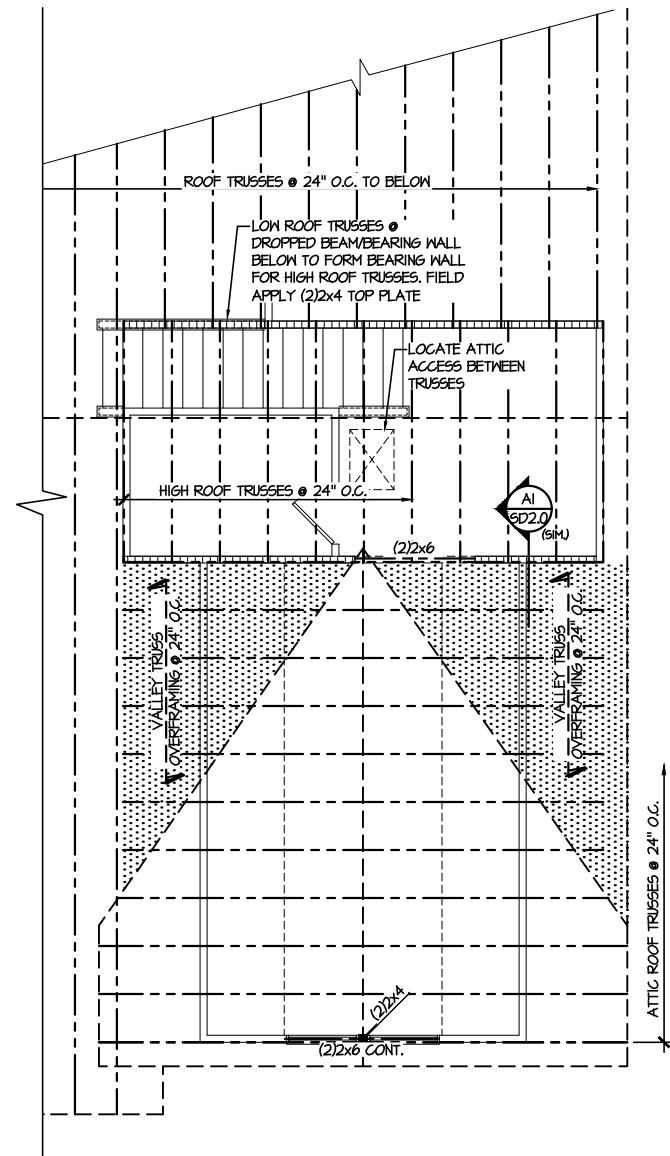 ROOF TRUSSES @ 24" O.C. TO BELOW
LOW ROOF TRUSSES @
DROPPED BEAM/BEARING WALL
BELOW TO FORM BEARING WALL
FOR HIGH ROOF TRUSSES. FIELD
APPLY (2)2x4 TOP PLATE
LOCATE ATTIC
ACCESS BETWEEN
TRUSSES
HIGH ROOF TRUSSES @ 24" O.C.
A1
SD2.0
(SIM.)
(2)2x6
VALLEY TRUSS
OVERFRAMING @ 24" O.C.
VALLEY TRUSS
OVERFRAMING @ 24" O.C.
ATTIC ROOF TRUSSES @ 24" O.C.
(2)2x4
(2)2x6 CONT.